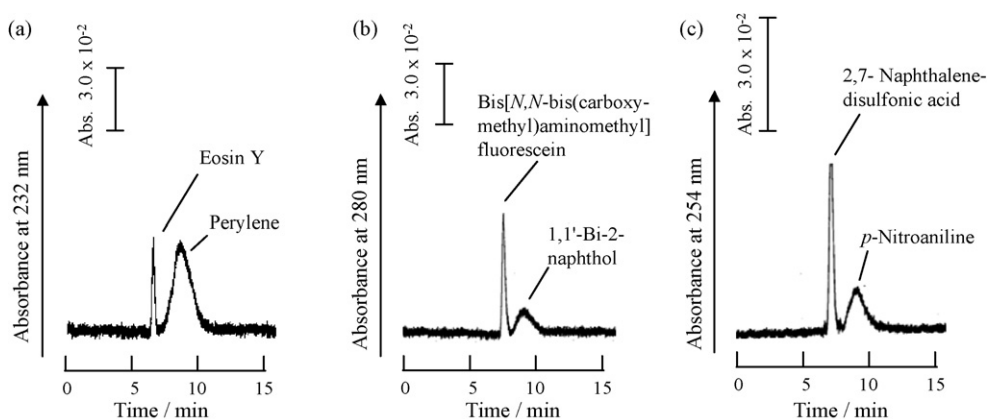 (a)
Abs. 3.0 x 10-2
Absorbance at 232 nm
Eosin Y
Perylene
0 5 10 15
Time / min
(b)
Abs. 3.0 x 10-2
Absorbance at 280 nm
Bis[N,N-bis(carboxy-
methyl)aminomethyl]
fluorescein
1,1'-Bi-2-
naphthol
0 5 10 15
Time / min
(c)
Abs. 3.0 x 10-2
Absorbance at 254 nm
2,7- Naphthalene-
disulfonic acid
p-Nitroaniline
0 5 10 15
Time / min